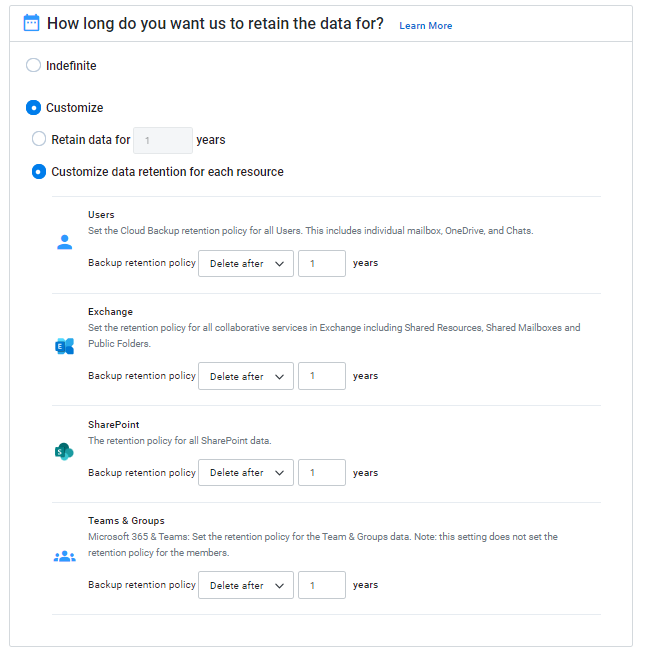 How long do you want us to retain the data for? Learn More
Indefinite
Customize
Retain data for 1 years
Customize data retention for each resource
Users
Set the Cloud Backup retention policy for all Users. This includes individual mailbox, OneDrive, and Chats.
Backup retention policy Delete after 1 years
Exchange
Set the retention policy for all collaborative services in Exchange including Shared Resources, Shared Mailboxes and
Public Folders.
E
Backup retention policy Delete after 1 years
SharePoint
The retention policy for all SharePoint data.
S
Backup retention policy Delete after 1 years
Teams & Groups
Microsoft 365 & Teams: Set the retention policy for the Team & Groups data. Note: this setting does not set the
retention policy for the members.
Backup retention policy Delete after 1 years